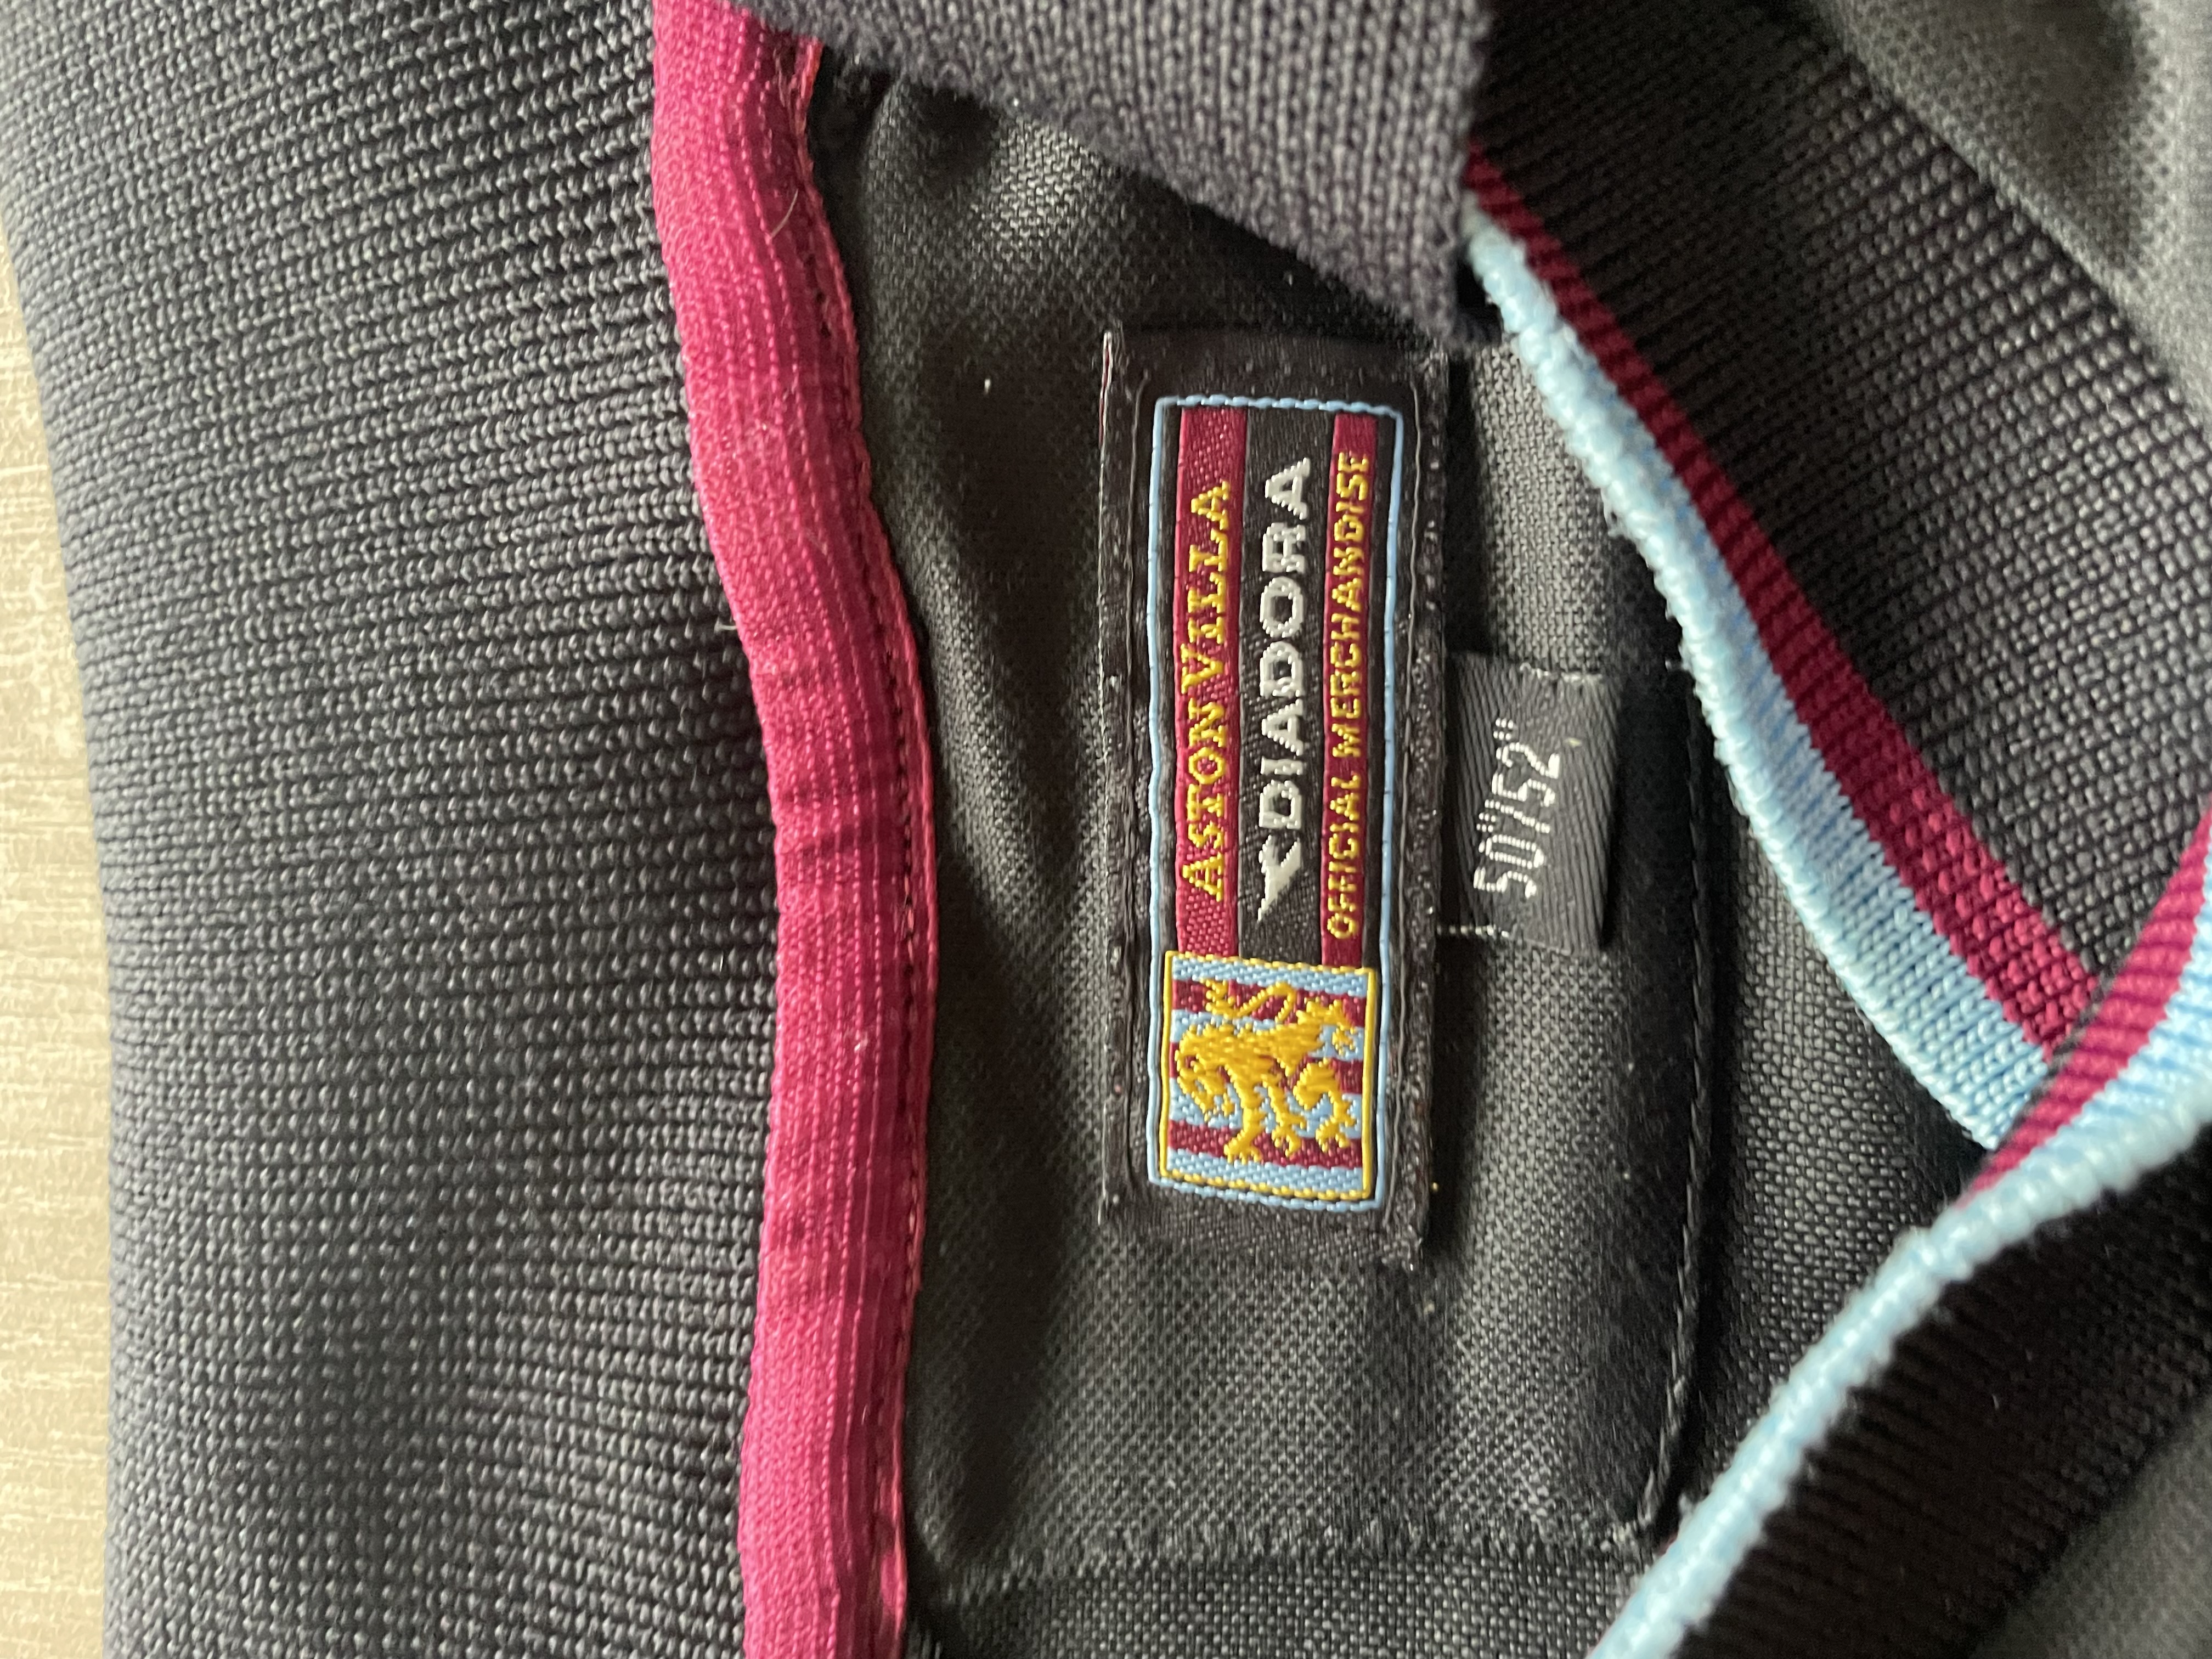 ASTON VILLA
DIADORA
OFFICIAL MERCHANDISE
50"/52"